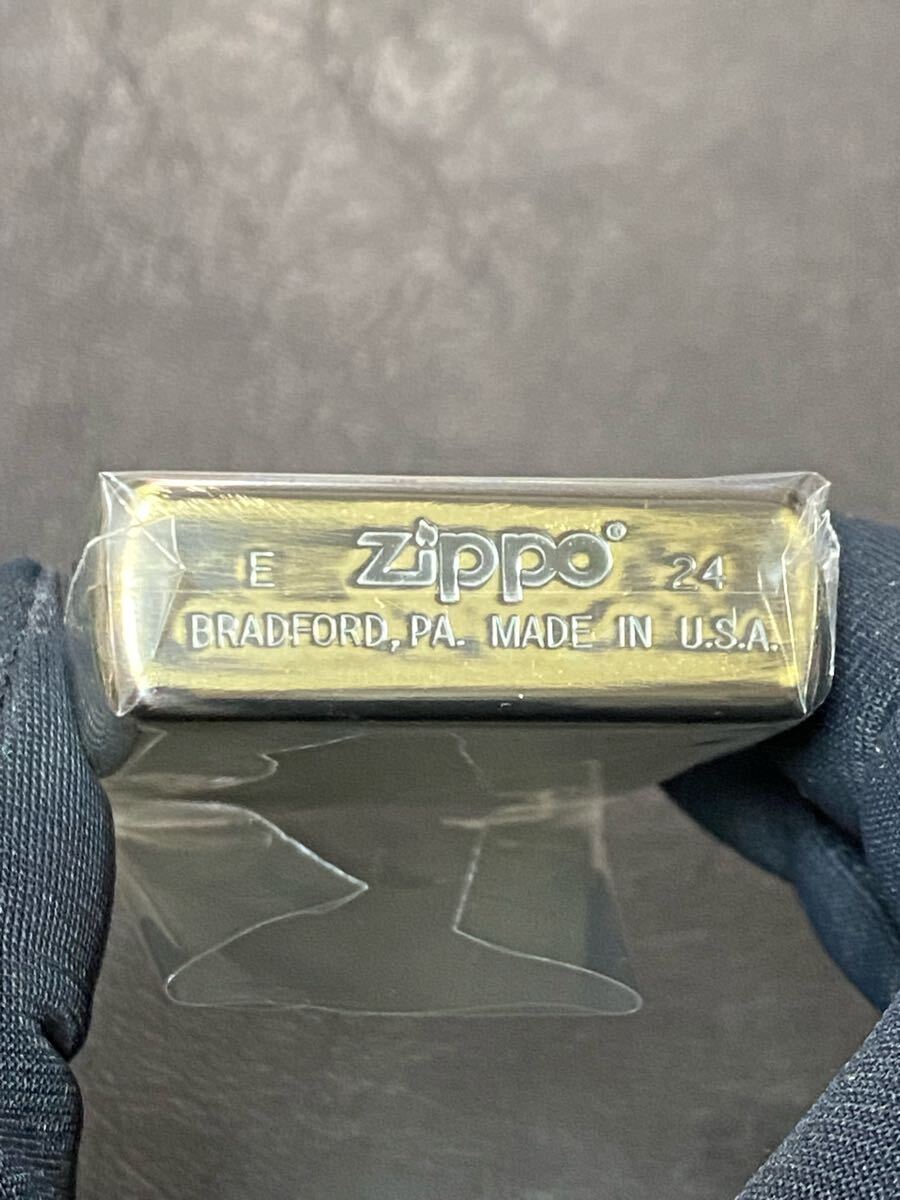 E Zippo® 24
BRADFORD, PA. MADE IN U.S.A.